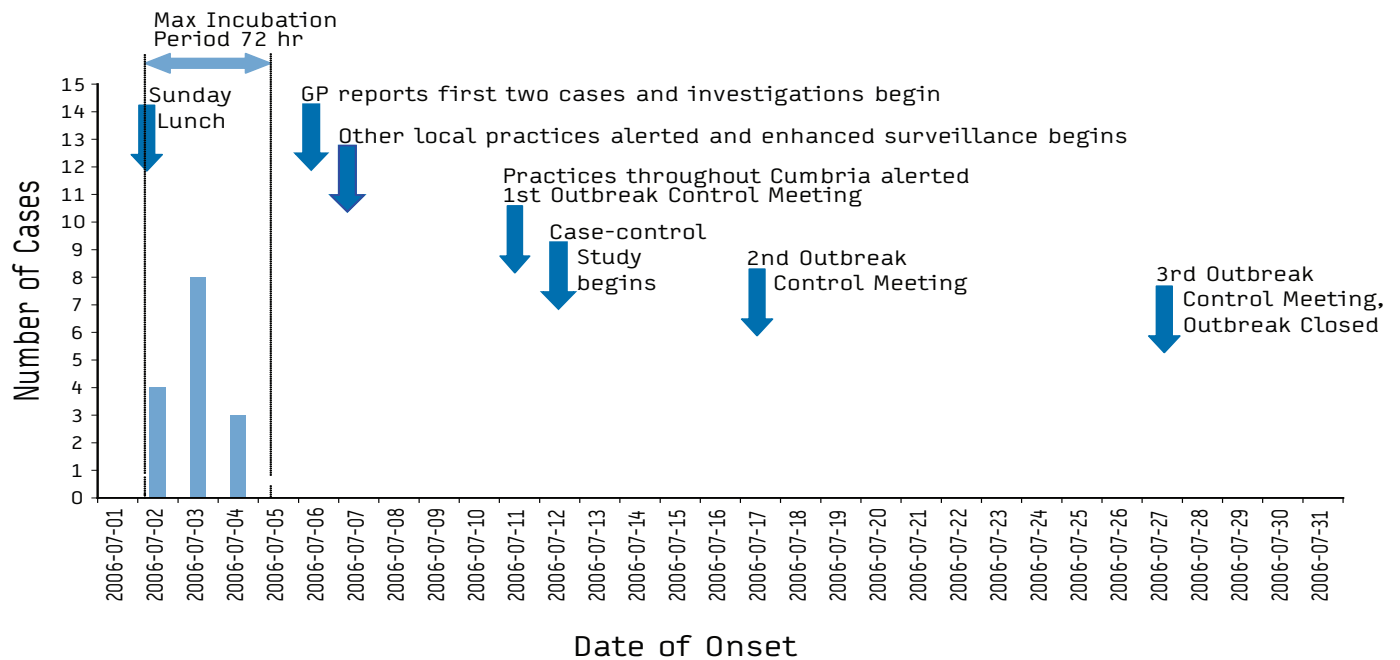 Max Incubation
Period 72 hr
Sunday
Lunch
GP reports first two cases and investigations begin
Other local practices alerted and enhanced surveillance begins
Practices throughout Cumbria alerted
1st Outbreak Control Meeting
Case-control
Study
begins
2nd Outbreak
Control Meeting
3rd Outbreak
Control Meeting,
Outbreak Closed
Number of Cases
15
14
13
12
11
10
9
8
7
6
5
4
3
2
1
0
2006-07-01
2006-07-02
2006-07-03
2006-07-04
2006-07-05
2006-07-06
2006-07-07
2006-07-08
2006-07-09
2006-07-10
2006-07-11
2006-07-12
2006-07-13
2006-07-14
2006-07-15
2006-07-16
2006-07-17
2006-07-18
2006-07-19
2006-07-20
2006-07-21
2006-07-22
2006-07-23
2006-07-24
2006-07-25
2006-07-26
2006-07-27
2006-07-28
2006-07-29
2006-07-30
2006-07-31
Date of Onset